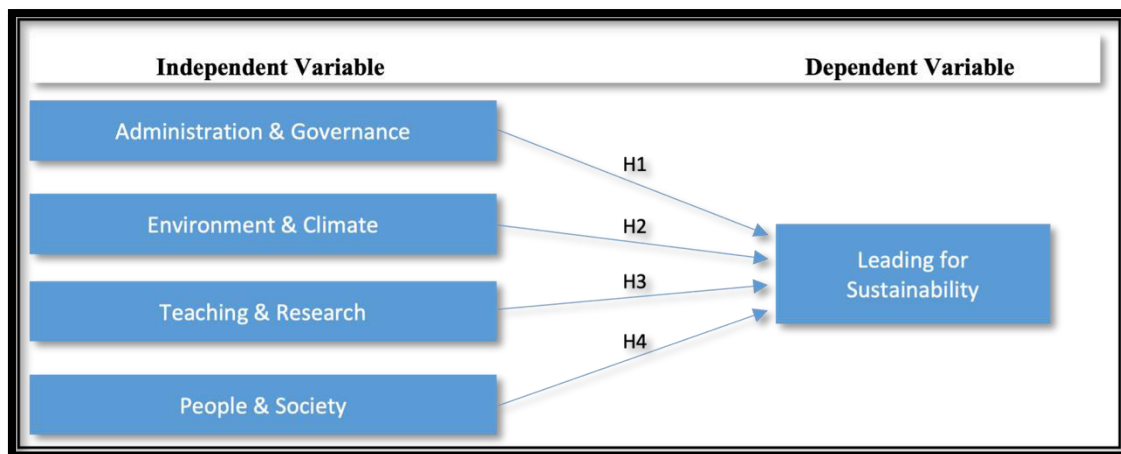 Independent Variable
Dependent Variable
Administration & Governance
H1
Environment & Climate
H2
Leading for
Sustainability
Teaching & Research
H3
H4
People & Society